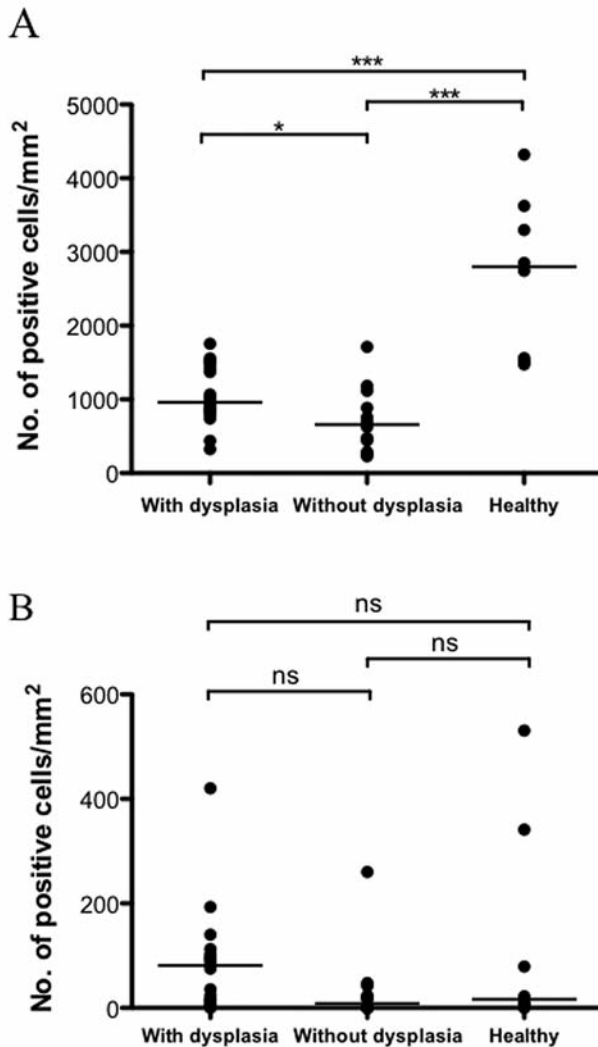 A
***
***
*
5000
4000
3000
2000
1000
0
No. of positive cells/mm²
With dysplasia Without dysplasia Healthy
B
ns
ns
ns
600
400
200
0
No. of positive cells/mm²
With dysplasia Without dysplasia Healthy